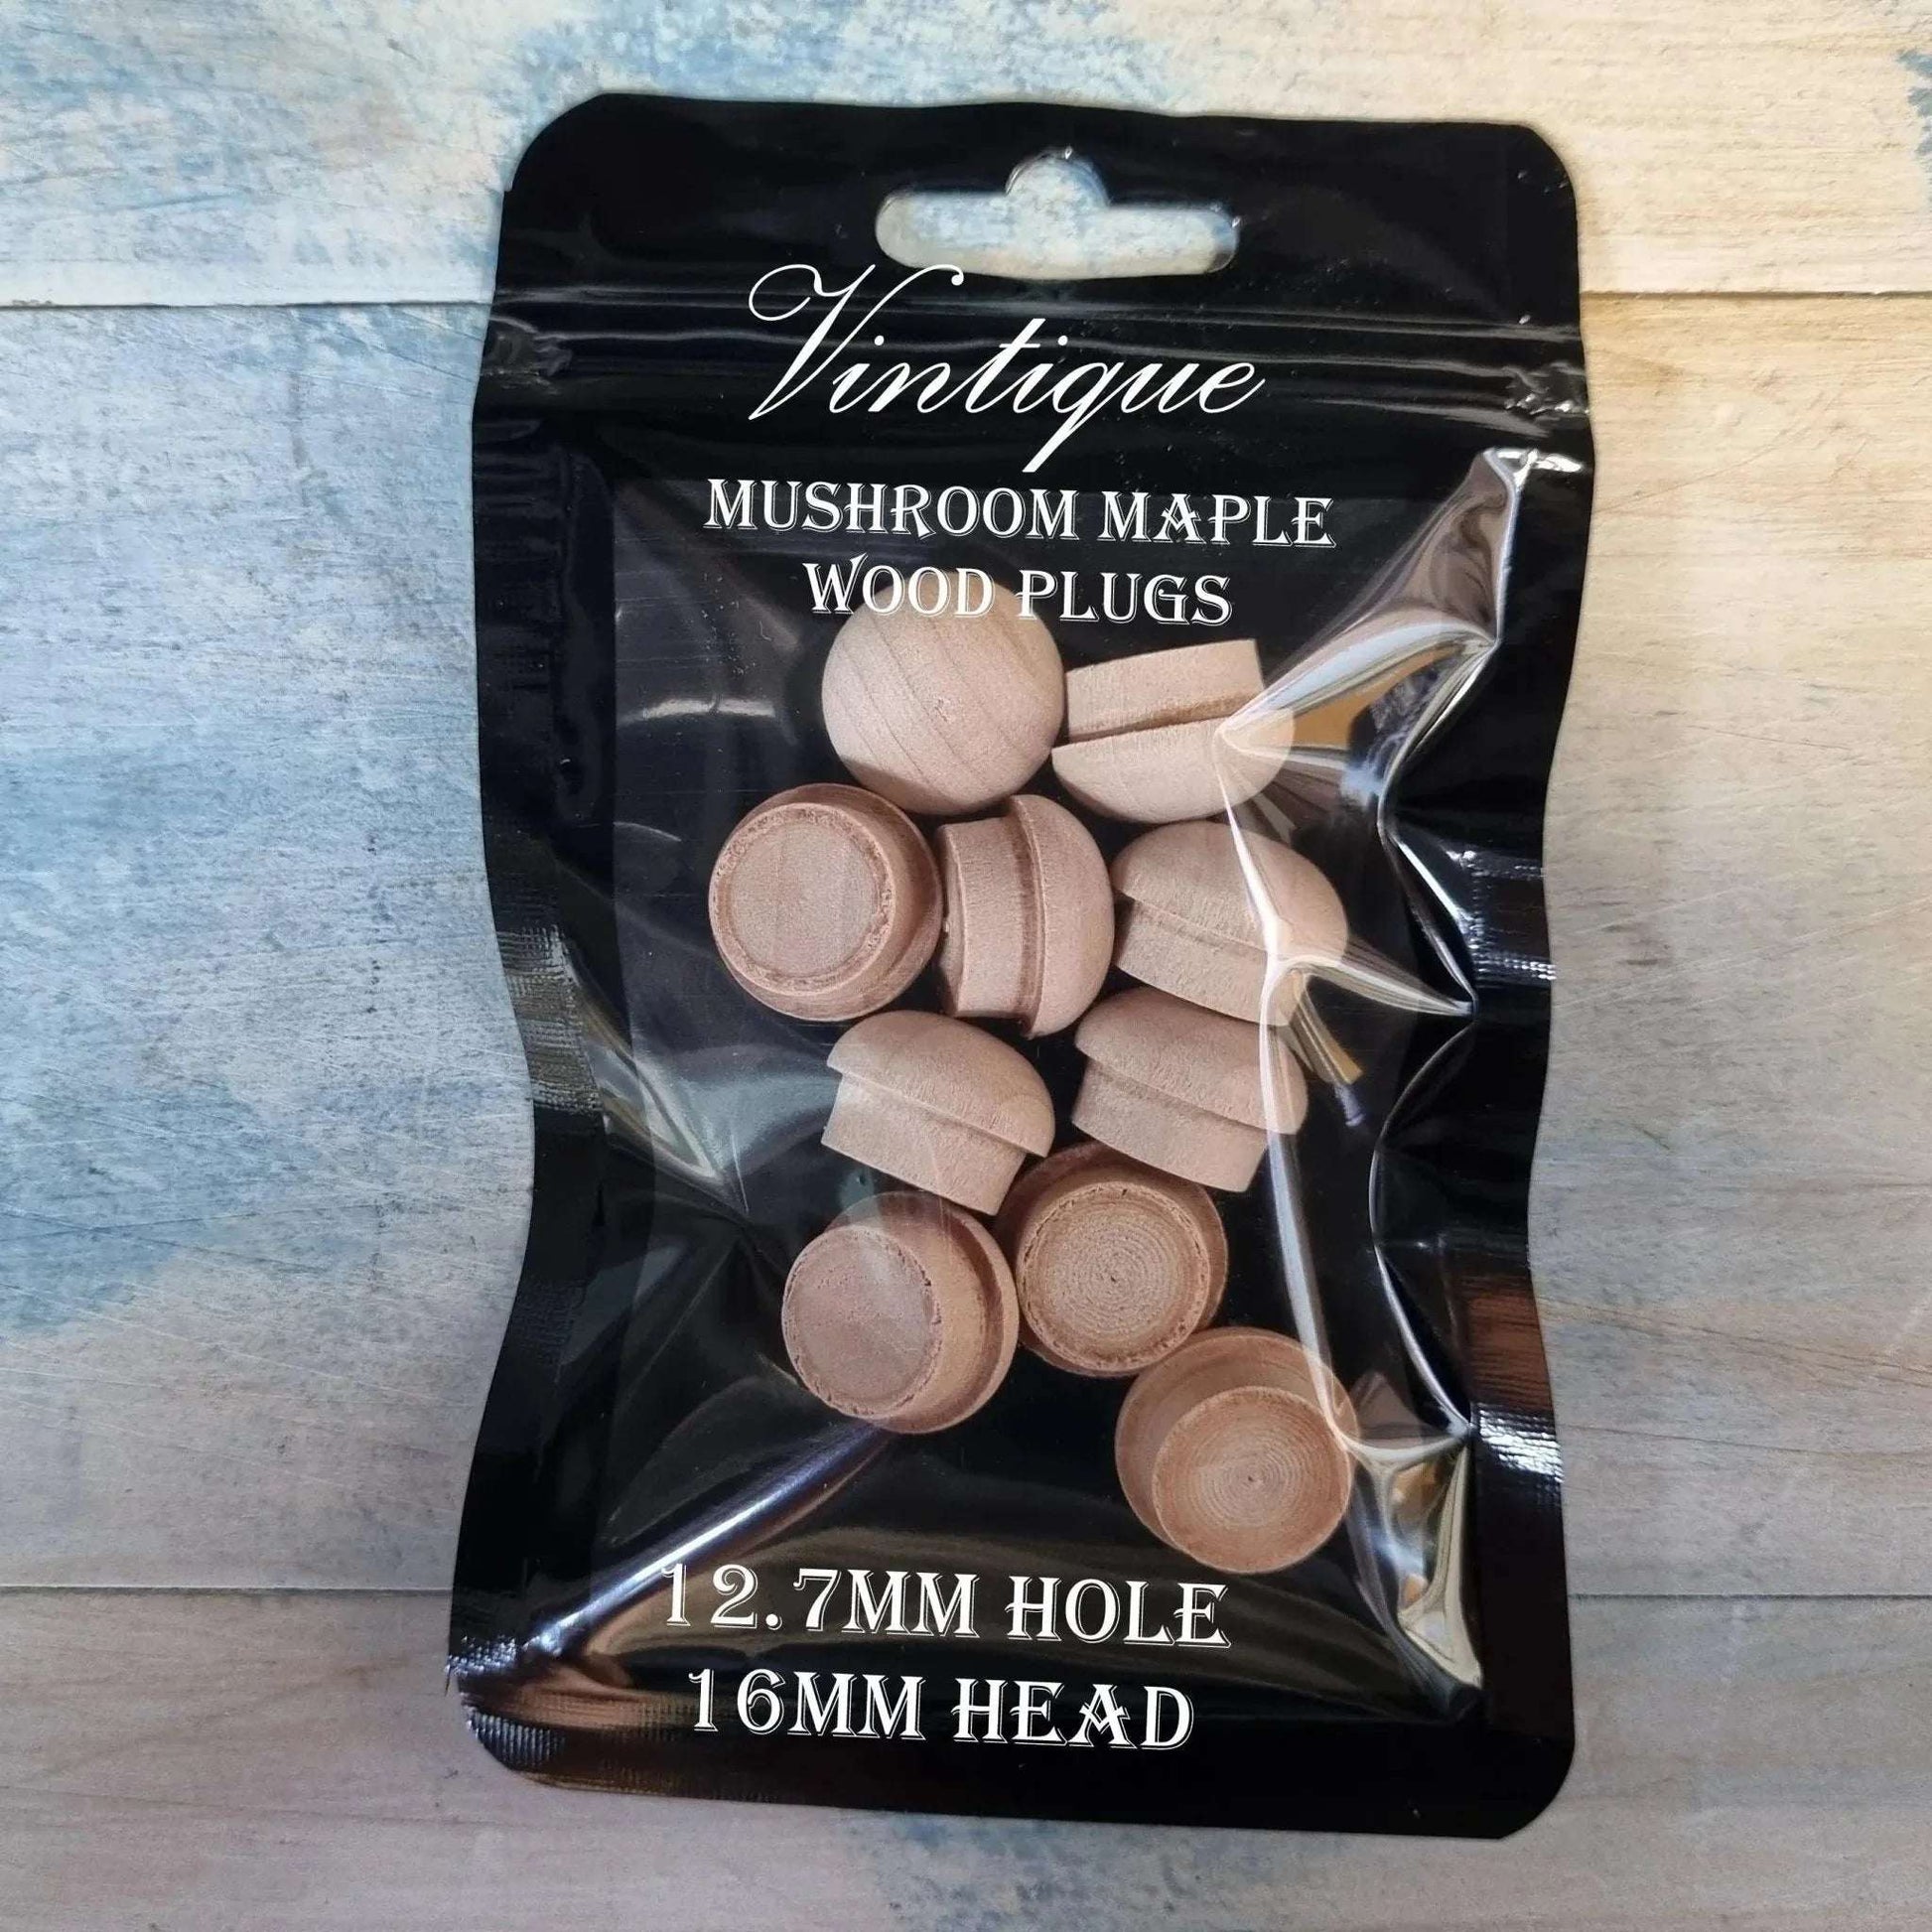 Vintique
MUSHROOM MAPLE
WOOD PLUGS
12.7MM HOLE
16MM HEAD